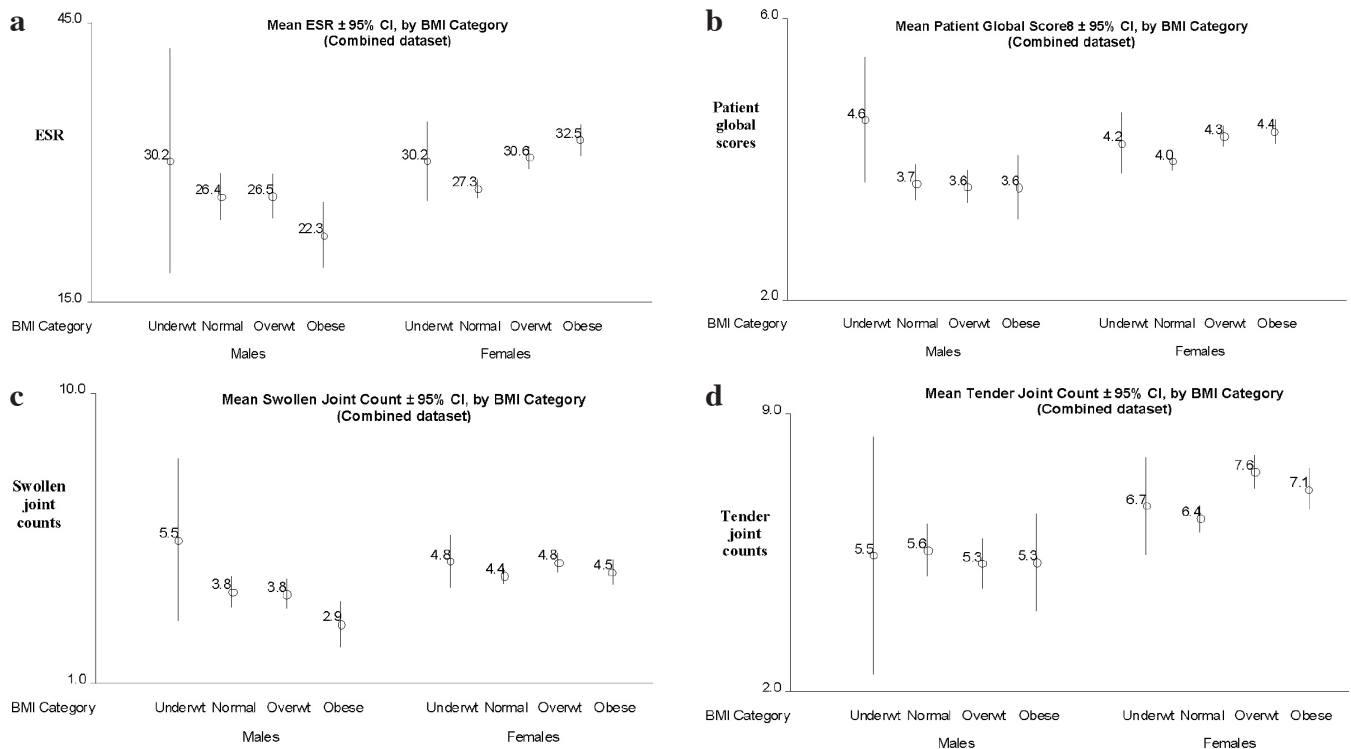 a
Mean ESR ± 95% CI, by BMI Category
(Combined dataset)
45.0
ESR
30.2
26.4
26.5
22.3
30.2
27.3
30.6
32.5
15.0
BMI Category
Underwt Normal Overwt Obese
Underwt Normal Overwt Obese
Males
Females
b
Mean Patient Global Score8 ± 95% CI, by BMI Category
(Combined dataset)
6.0
Patient
global
scores
4.6
3.7
3.6
3.6
4.2
4.0
4.3
4.4
2.0
BMI Category
Underwt Normal Overwt Obese
Underwt Normal Overwt Obese
Males
Females
c
Mean Swollen Joint Count ± 95% CI, by BMI Category
(Combined dataset)
10.0
Swollen
joint
counts
5.5
3.8
3.8
2.9
4.8
4.4
4.8
4.5
1.0
BMI Category
Underwt Normal Overwt Obese
Underwt Normal Overwt Obese
Males
Females
d
Mean Tender Joint Count ± 95% CI, by BMI Category
(Combined dataset)
9.0
Tender
joint
counts
5.5
5.6
5.3
5.3
6.7
6.4
7.6
7.1
2.0
BMI Category
Underwt Normal Overwt Obese
Underwt Normal Overwt Obese
Males
Females